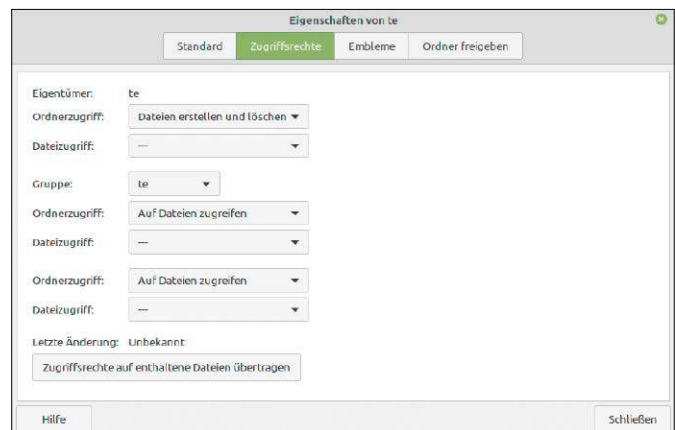 Eigenschaften von te
Standard Zugriffsrechte Embleme Ordner freigeben
Eigentümer: te
Ordnerzugriff: Dateien erstellen und löschen
Dateizugriff: ---
Gruppe: te
Ordnerzugriff: Auf Dateien zugreifen
Dateizugriff: ---
Ordnerzugriff: Auf Dateien zugreifen
Dateizugriff: ---
Letzte Änderung: Unbekannt
Zugriffsrechte auf enthaltene Dateien übertragen
Hilfe Schließen